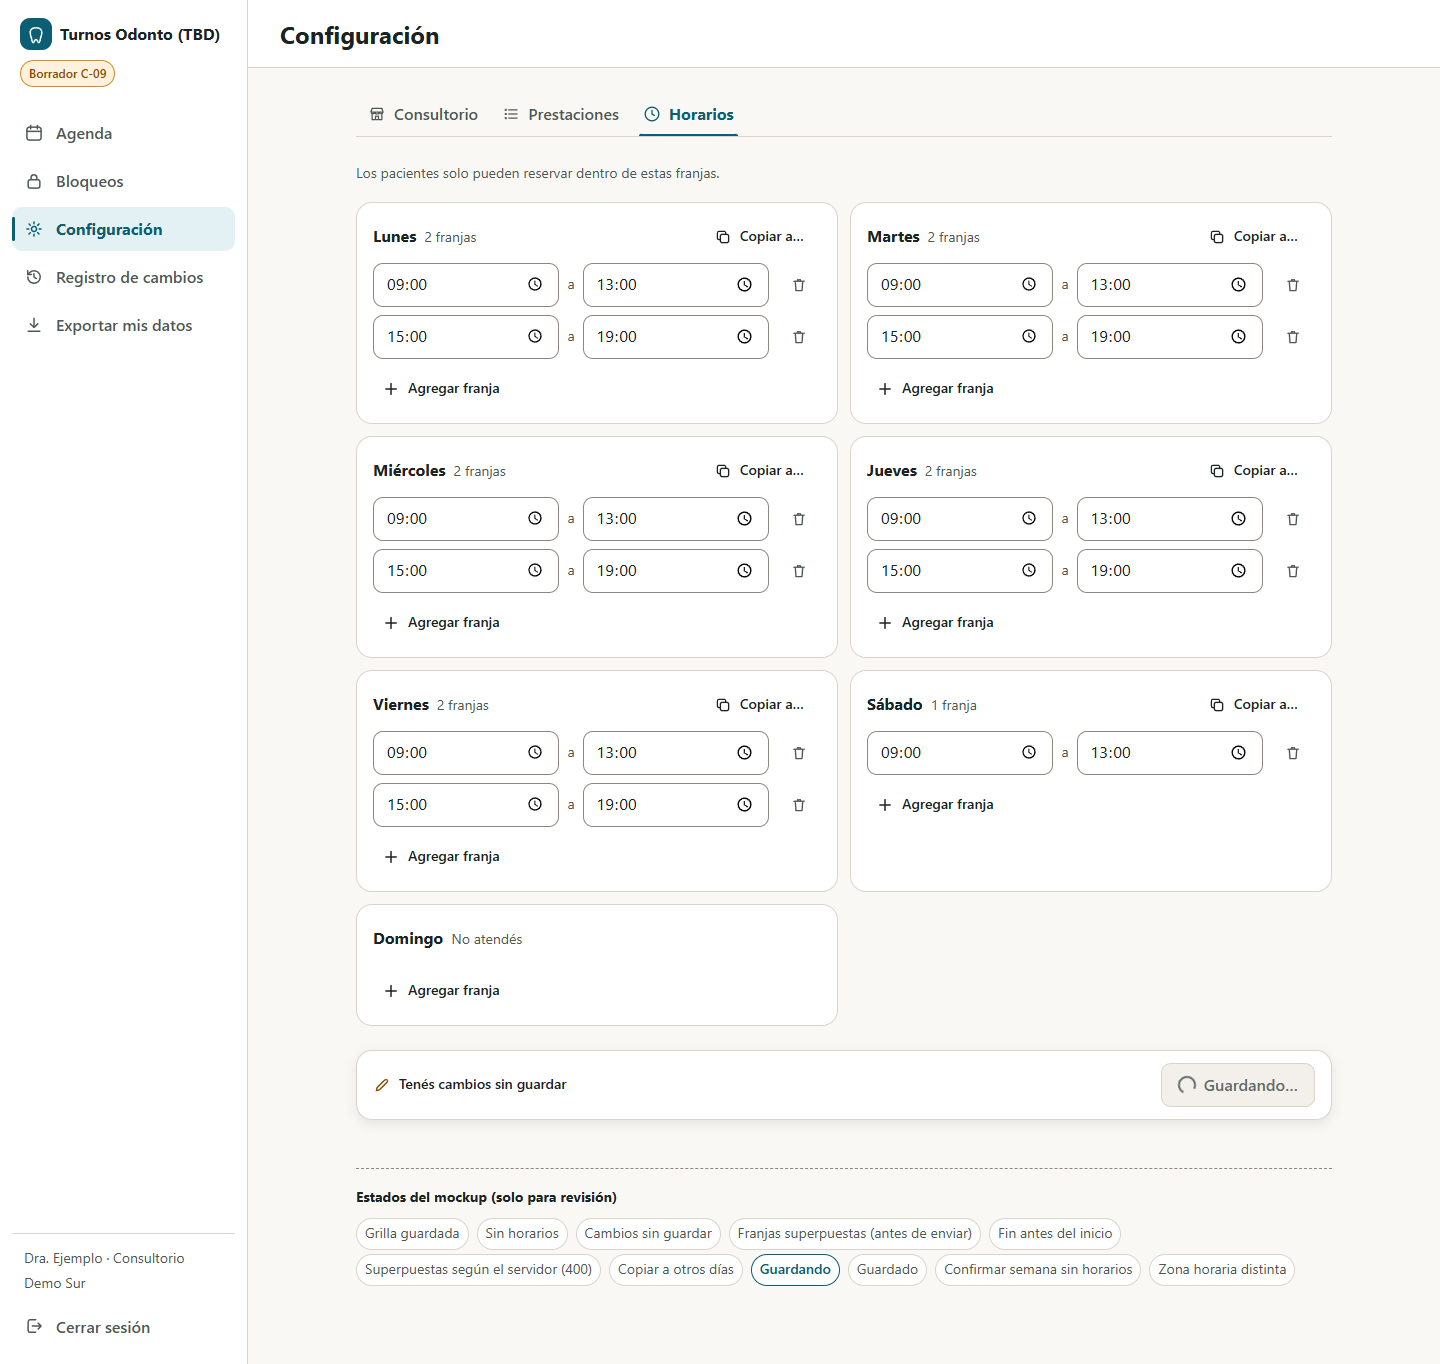 Turnos Odonto (TBD)
Borrador C-09
Agenda
Bloqueos
Configuración
Registro de cambios
Exportar mis datos
Dra. Ejemplo · Consultorio
Demo Sur
Cerrar sesión
Configuración
Consultorio Prestaciones Horarios
Los pacientes solo pueden reservar dentro de estas franjas.
Lunes 2 franjas Copiar a...
09:00 a 13:00
15:00 a 19:00
Agregar franja
Martes 2 franjas Copiar a...
09:00 a 13:00
15:00 a 19:00
Agregar franja
Miércoles 2 franjas Copiar a...
09:00 a 13:00
15:00 a 19:00
Agregar franja
Jueves 2 franjas Copiar a...
09:00 a 13:00
15:00 a 19:00
Agregar franja
Viernes 2 franjas Copiar a...
09:00 a 13:00
15:00 a 19:00
Agregar franja
Sábado 1 franja Copiar a...
09:00 a 13:00
Agregar franja
Domingo No atendés
Agregar franja
Tenés cambios sin guardar Guardando...
Estados del mockup (solo para revisión)
Grilla guardada Sin horarios Cambios sin guardar Franjas superpuestas (antes de enviar) Fin antes del inicio
Superpuestas según el servidor (400) Copiar a otros días Guardando Guardado Confirmar semana sin horarios Zona horaria distinta